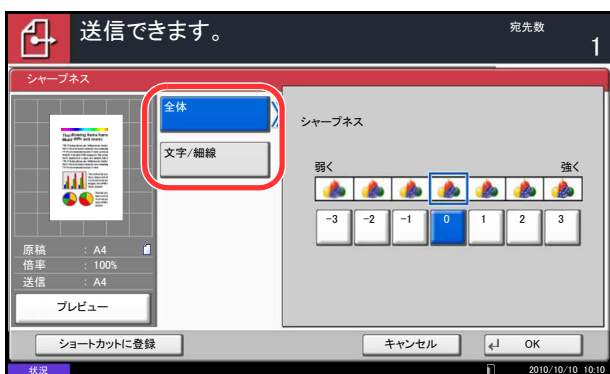 送信できます。
宛先数
1
シャープネス
全体
文字/細線
シャープネス
弱く 強く
-3 -2 -1 0 1 2 3
原稿 : A4
倍率 : 100%
送信 : A4
プレビュー
ショートカットに登録
キャンセル
OK
状況
2010/10/10 10:10